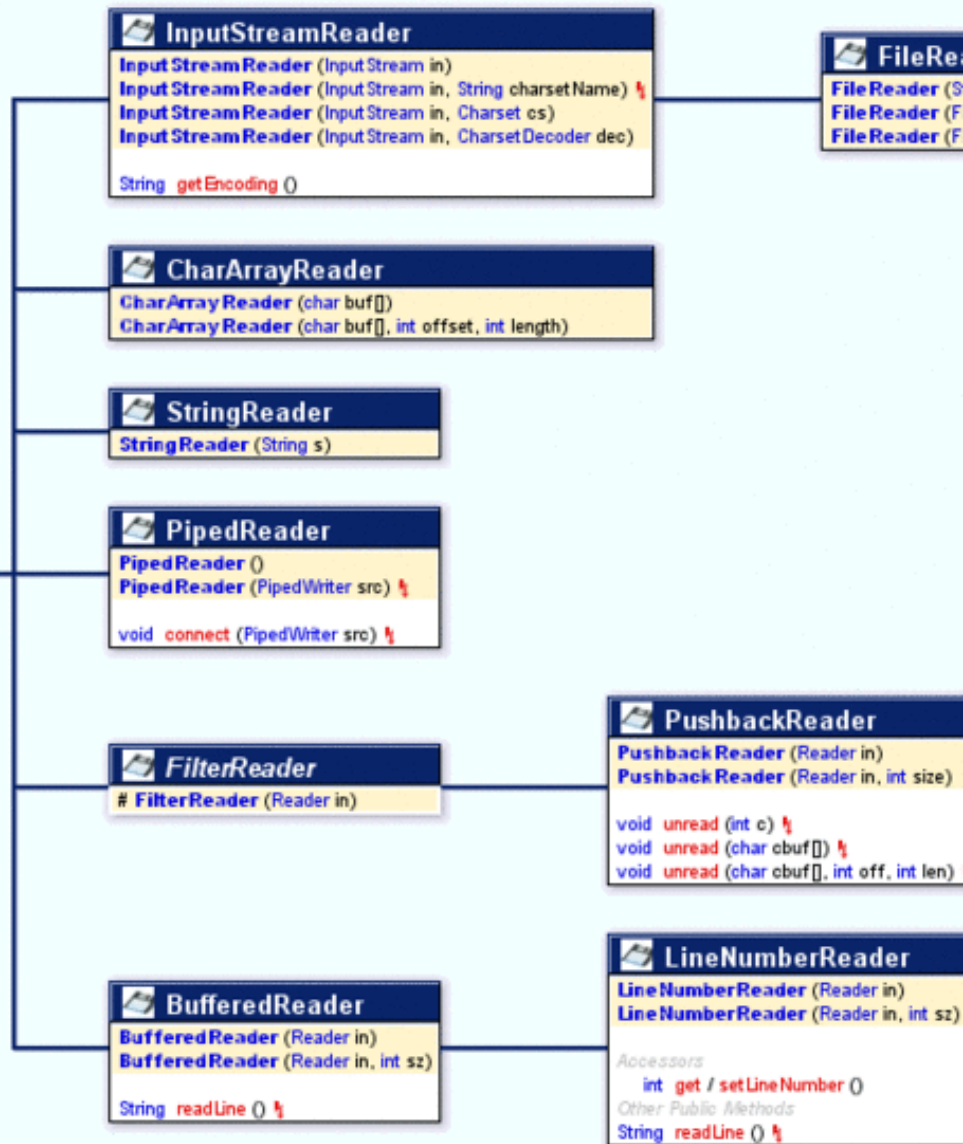 InputStreamReader
InputStreamReader (InputStream in)
InputStreamReader (InputStream in, String charsetName)
InputStreamReader (InputStream in, Charset cs)
InputStreamReader (InputStream in, CharsetDecoder dec)
String getEncoding ()
FileRea
FileReader (S
FileReader (F
FileReader (F
CharArrayReader
CharArrayReader (char buf[])
CharArrayReader (char buf[], int offset, int length)
StringReader
StringReader (String s)
PipedReader
PipedReader ()
PipedReader (PipedWriter src)
void connect (PipedWriter src)
FilterReader
# FilterReader (Reader in)
PushbackReader
PushbackReader (Reader in)
PushbackReader (Reader in, int size)
void unread (int c)
void unread (char cbuf[])
void unread (char cbuf[], int off, int len)
BufferedReader
BufferedReader (Reader in)
BufferedReader (Reader in, int sz)
String readLine ()
LineNumberReader
LineNumberReader (Reader in)
LineNumberReader (Reader in, int sz)
Accessors
int get / setLineNumber ()
Other Public Methods
String readLine ()